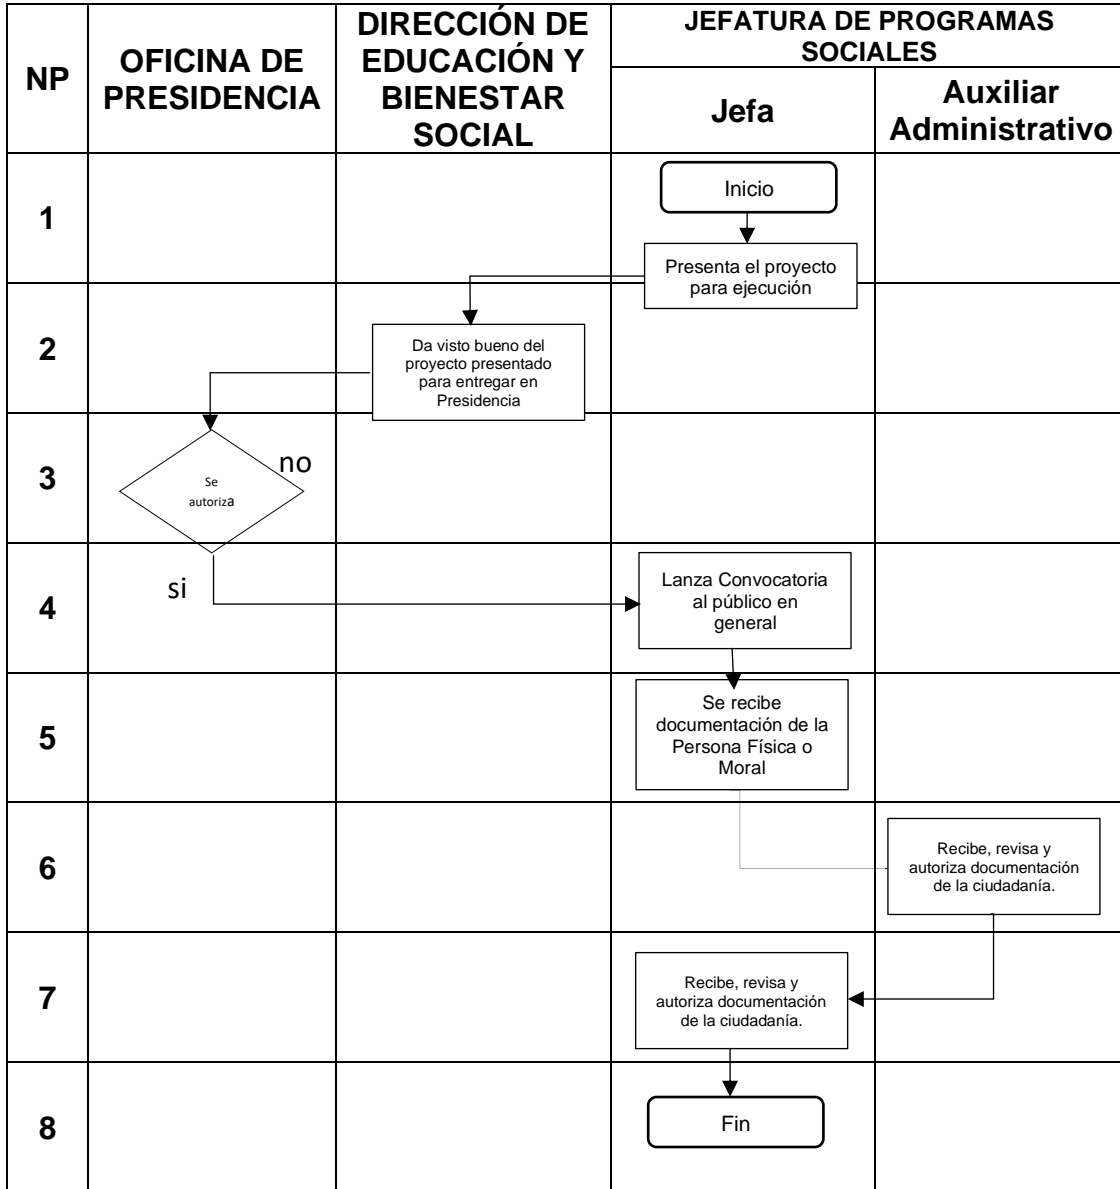 NP
OFICINA DE
PRESIDENCIA
DIRECCIÓN DE
EDUCACIÓN Y
BIENESTAR
SOCIAL
JEFATURA DE PROGRAMAS
SOCIALES
Jefa
Auxiliar
Administrativo
1
Inicio
Presenta el proyecto
para ejecución
2
Da visto bueno del
proyecto presentado
para entregar en
Presidencia
3
Se
autoriza
no
si
4
Lanza Convocatoria
al público en
general
5
Se recibe
documentación de la
Persona Física o
Moral
6
Recibe, revisa y
autoriza documentación
de la ciudadanía.
7
Recibe, revisa y
autoriza documentación
de la ciudadanía.
8
Fin